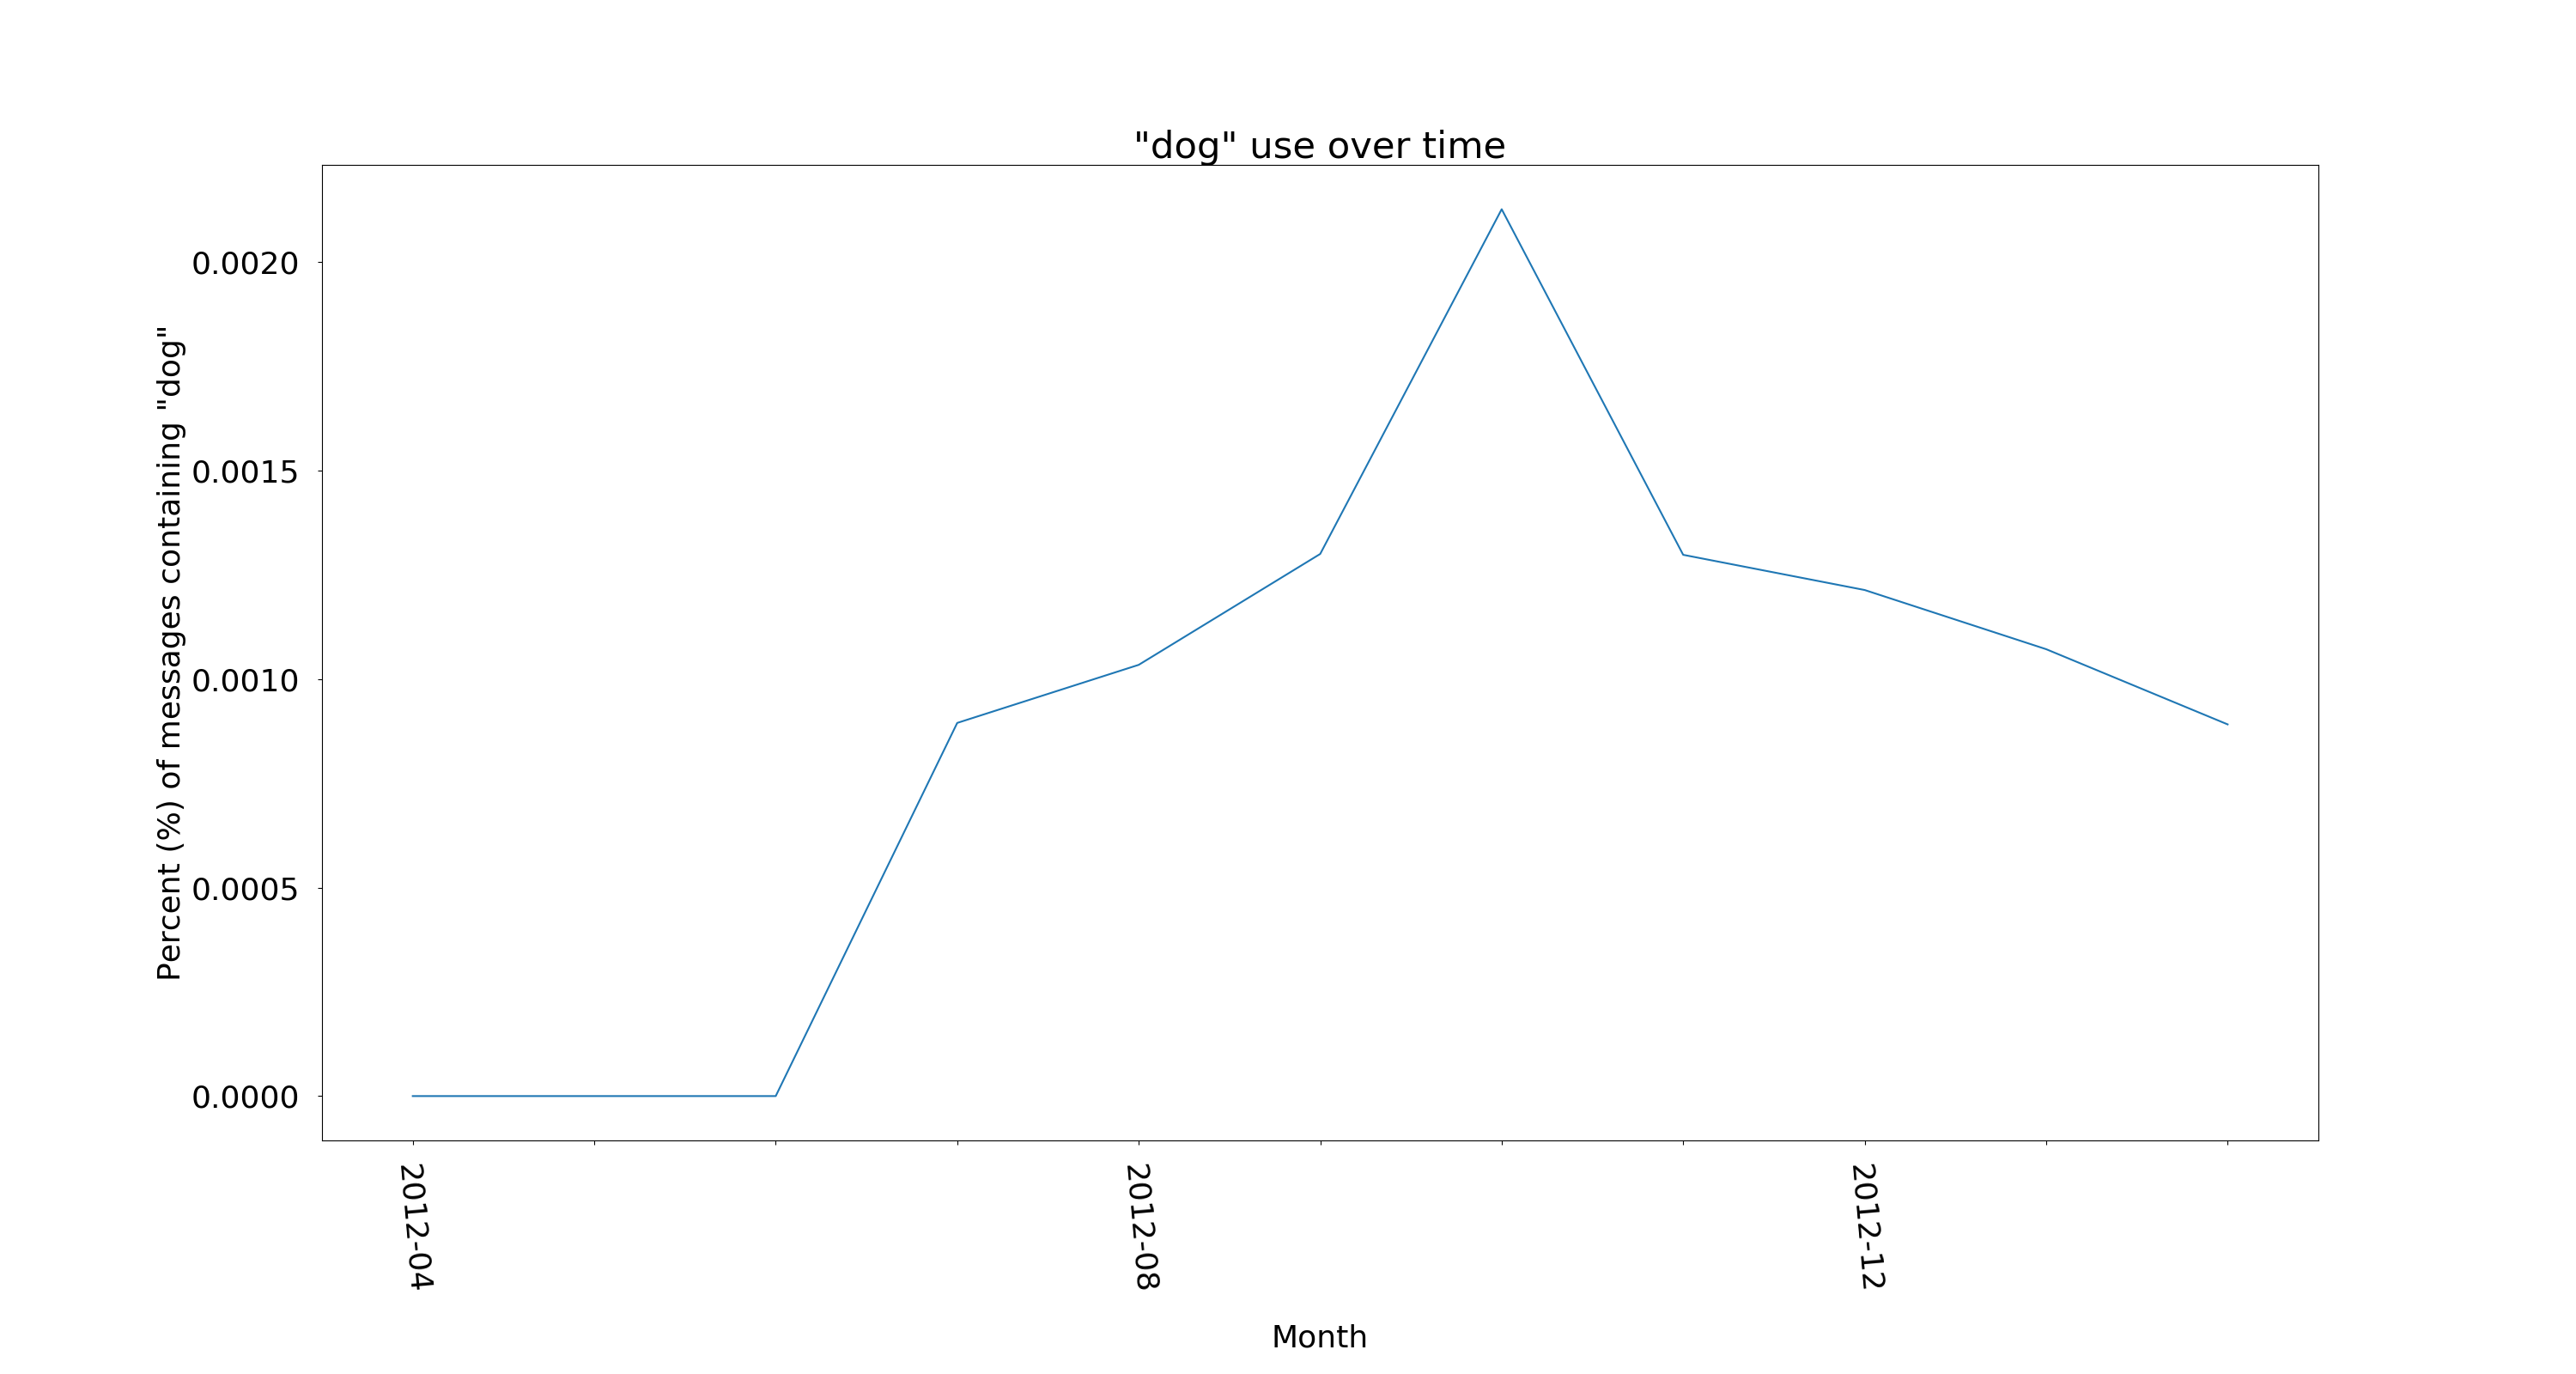 "dog" use over time
Percent (%) of messages containing "dog"
0.0020
0.0015
0.0010
0.0005
0.0000
2012-04
2012-08
2012-12
Month